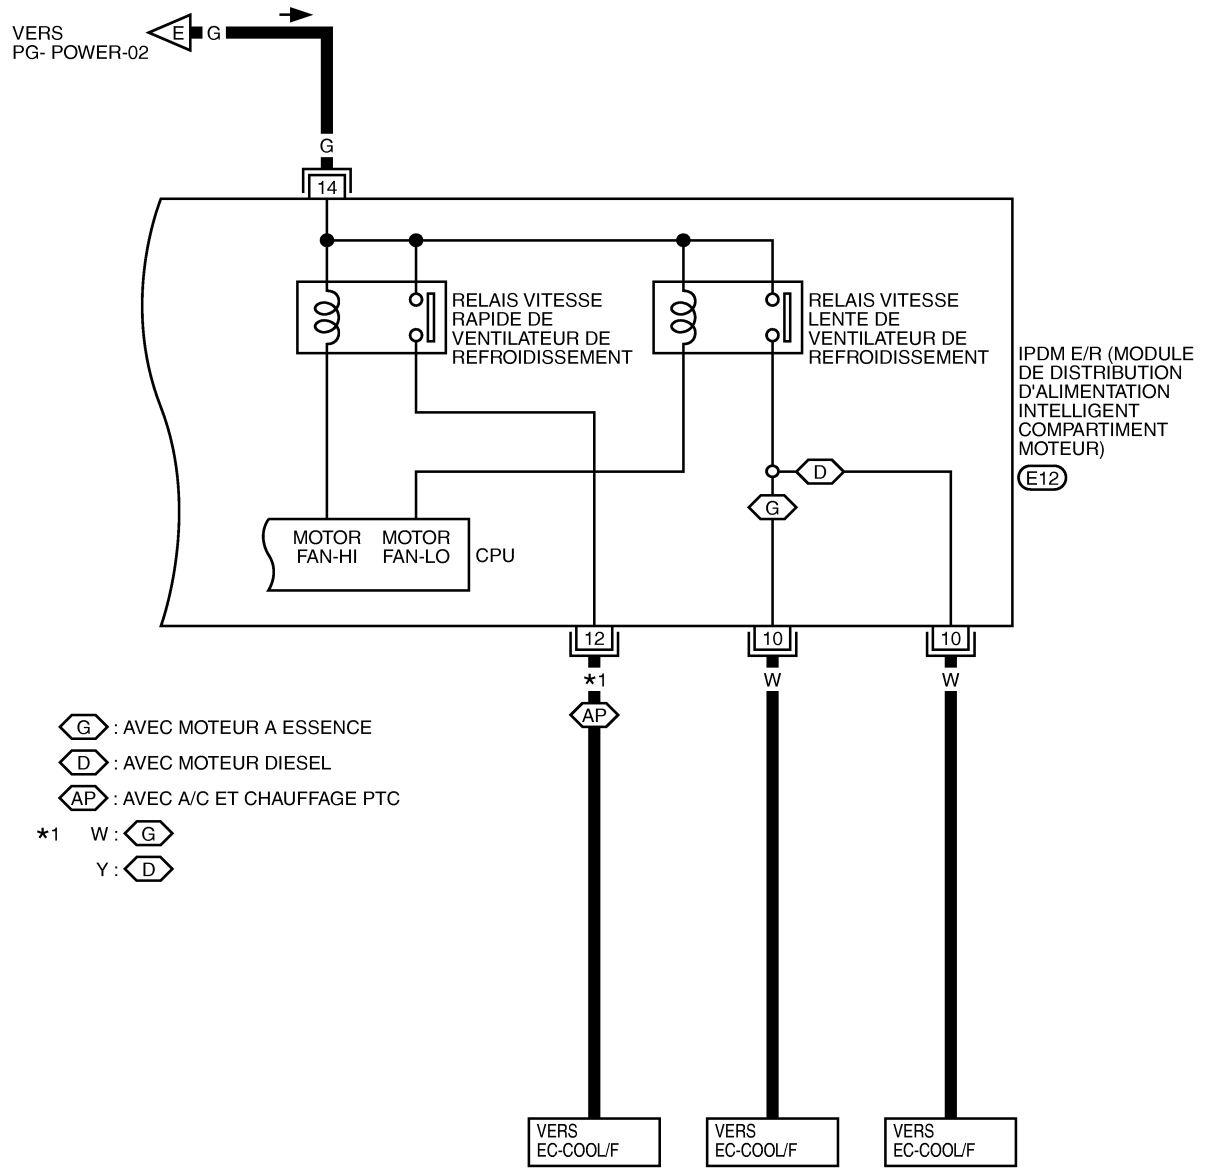 VERS
PG- POWER-02
E
G
G
14
RELAIS VITESSE
RAPIDE DE
VENTILATEUR DE
REFROIDISSEMENT
RELAIS VITESSE
LENTE DE
VENTILATEUR DE
REFROIDISSEMENT
IPDM E/R (MODULE
DE DISTRIBUTION
D'ALIMENTATION
INTELLIGENT
COMPARTIMENT
MOTEUR)
E12
D
G
MOTOR
FAN-HI
MOTOR
FAN-LO
CPU
12
10
10
*1
W
W
AP
G : AVEC MOTEUR A ESSENCE
D : AVEC MOTEUR DIESEL
AP : AVEC A/C ET CHAUFFAGE PTC
*1 W : G
Y : D
VERS
EC-COOL/F
VERS
EC-COOL/F
VERS
EC-COOL/F